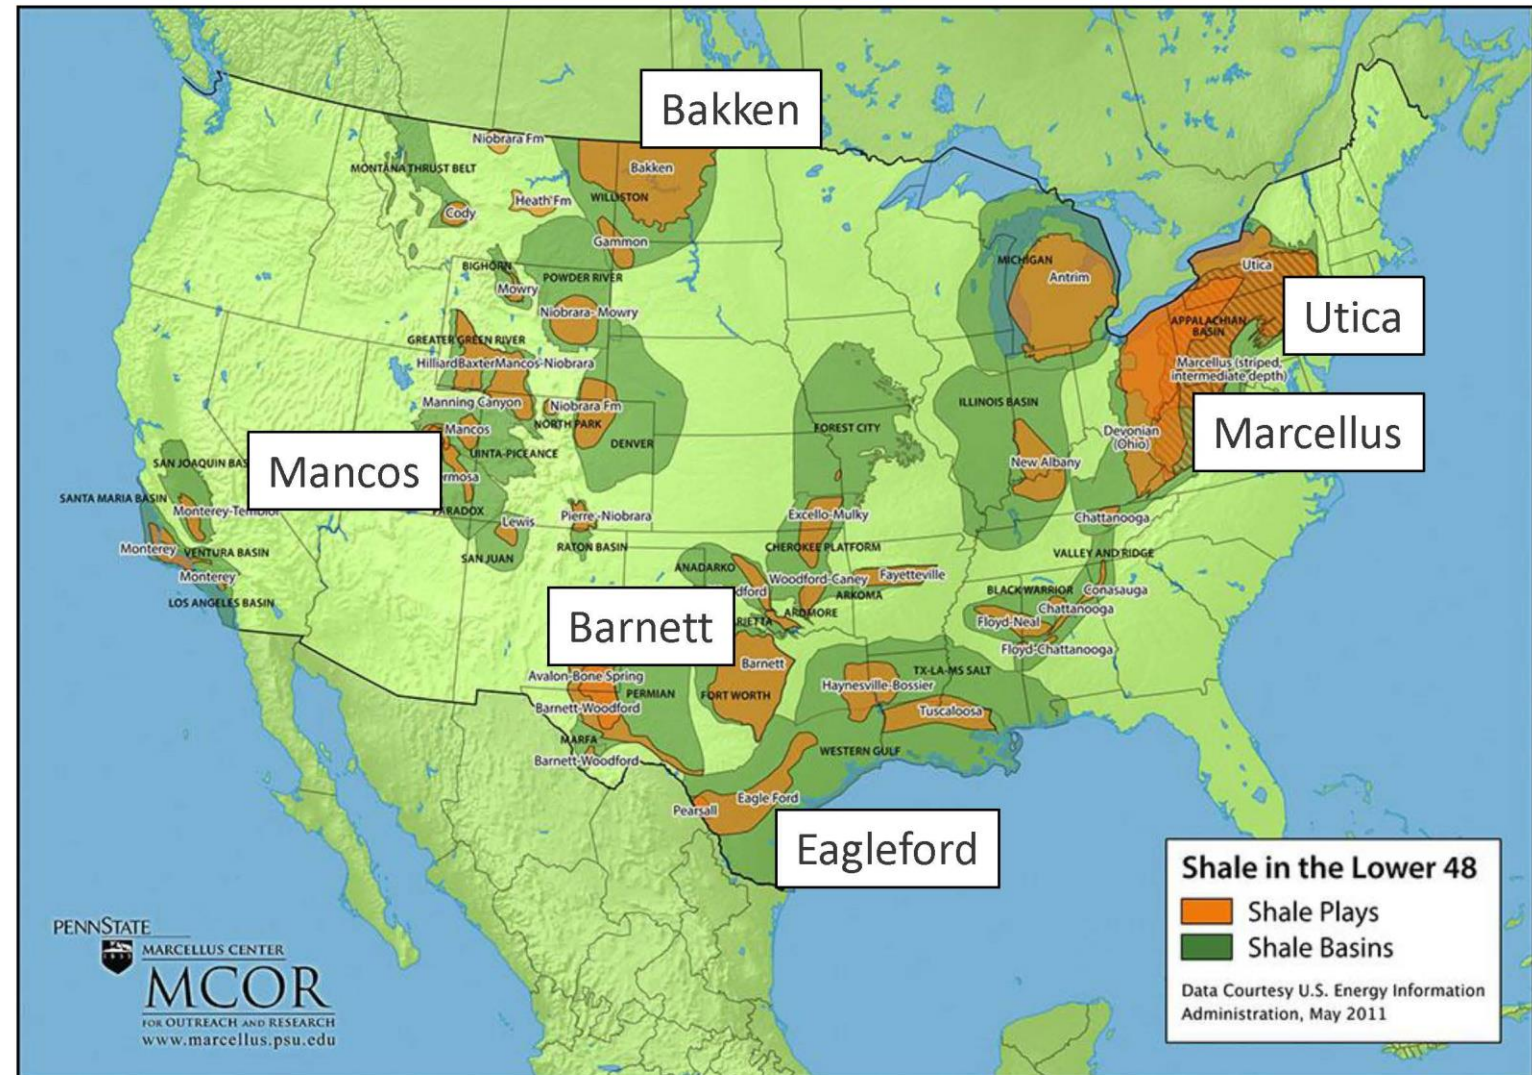 Bakken
Niobrara Fm
MONTANA THRUST BELT
Bakken
WILLISTON
Heath Fm
Cody
Gammon
BIGHORN
POWDER RIVER
Mowry
Niobrara-Mowry
MICHIGAN
Antrim
Utica
Utica
APPALACHIAN
BASIN
Marcellus (striped,
intermediate depth)
Marcellus
Devonian
(Ohio)
GREATER GREEN RIVER
HilliardBaxterMancos-Niobrara
Manning Canyon
Niobrara Fm
NORTH PARK
DENVER
Mancos
UINTA-PICEANCE
Mancos
rmosa
PARADOX
FOREST CITY
ILLINOIS BASIN
New Albany
SAN JOAQUIN BAS
SANTA MARIA BASIN
Monterey-Temblor
Monterey
VENTURA BASIN
Monterey
LOS ANGELES BASIN
Lewis
SAN JUAN
Pierre-Niobrara
RATON BASIN
Excello-Mulky
CHEROKEE PLATFORM
ANADARKO
dford
Woodford-Caney
Fayetteville
ARKOMA
ARDMORE
RIETTA
Chattanooga
VALLEY AND RIDGE
BLACK WARRIOR
Conasauga
Chattanooga
Floyd-Neal
Floyd-Chattanooga
Barnett
Barnett
Avalon-Bone Spring
PERMIAN
FORT WORTH
Barnett-Woodford
MARFA
Barnett-Woodford
TX-LA-MS SALT
Haynesville-Bossier
Tuscaloosa
WESTERN GULF
Eagle Ford
Pearsall
Eagleford
Shale in the Lower 48
Shale Plays
Shale Basins
Data Courtesy U.S. Energy Information
Administration, May 2011
PENNSTATE
1855
MARCELLUS CENTER
MCOR
FOR OUTREACH AND RESEARCH
www.marcellus.psu.edu